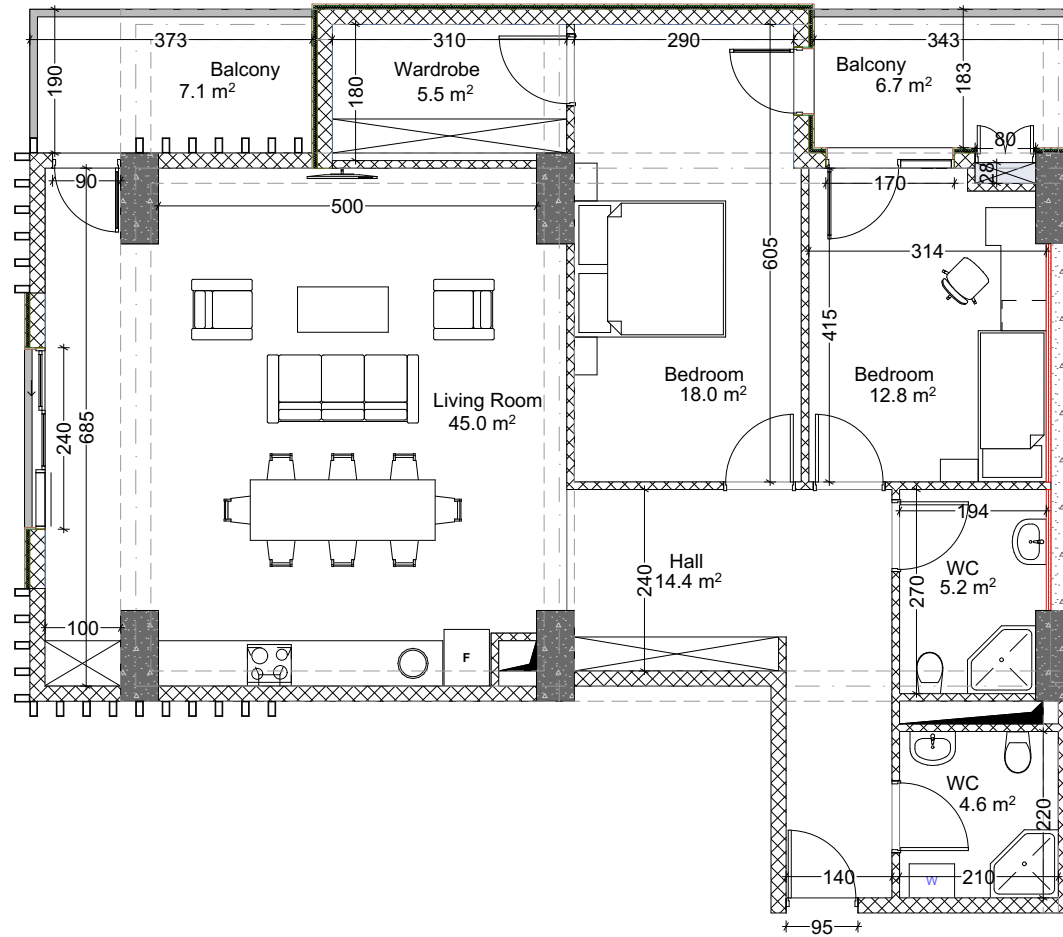 373
310
290
343
Balcony
7.1 m²
Wardrobe
5.5 m²
Balcony
6.7 m²
190
180
183
80
90
28
170
500
605
314
415
Living Room
45.0 m²
Bedroom
18.0 m²
Bedroom
12.8 m²
240
685
194
Hall
14.4 m²
240
WC
5.2 m²
270
100
F
WC
4.6 m²
220
W
140
210
95